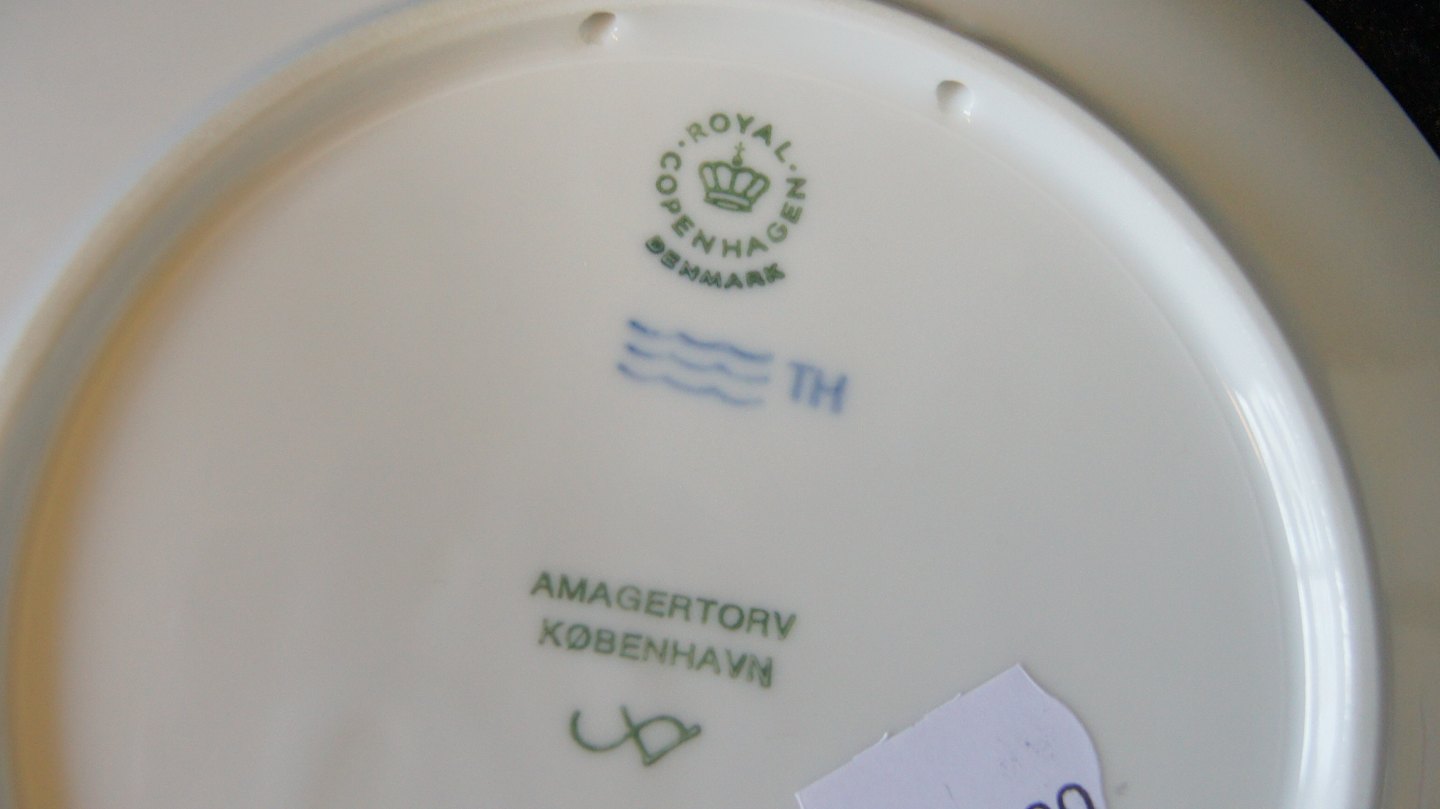 ROYAL
COPENHAGEN
DENMARK
TH
AMAGERTORV
KØBENHAVN